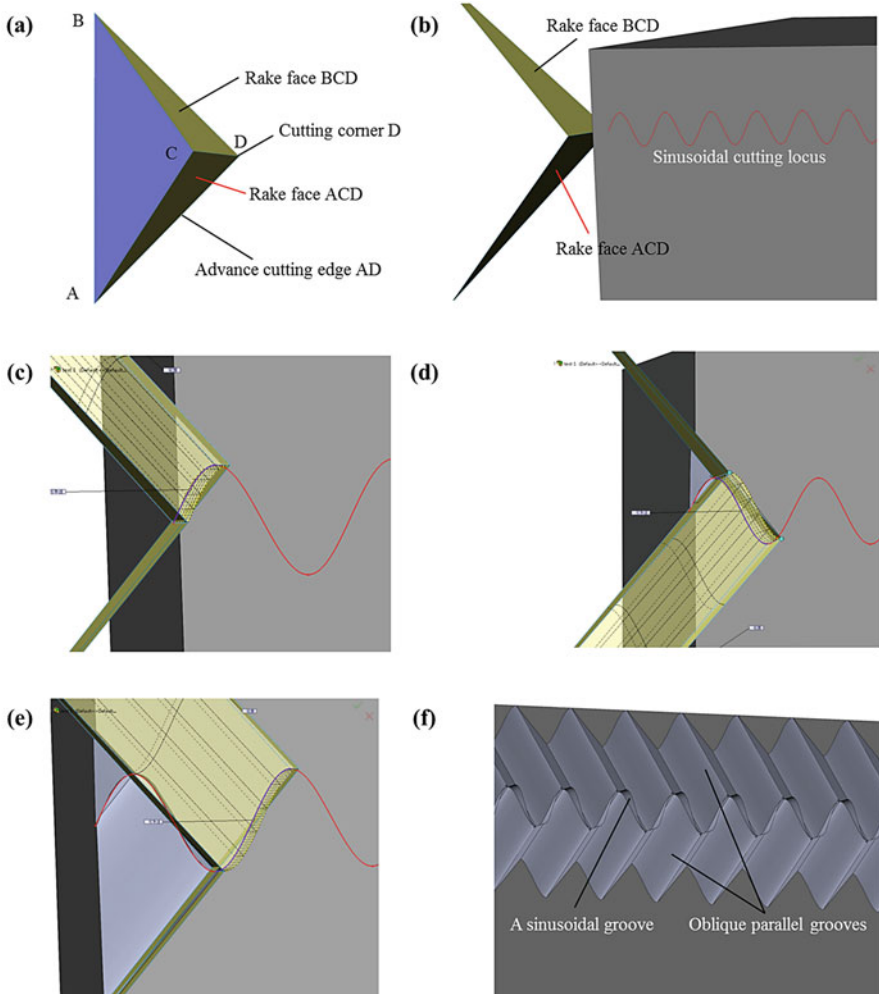 (a)
B
Rake face BCD
D
Cutting corner D
C
Rake face ACD
Advance cutting edge AD
A
(b)
Rake face BCD
Sinusoidal cutting locus
Rake face ACD
(c)
(d)
(e)
(f)
A sinusoidal groove
Oblique parallel grooves